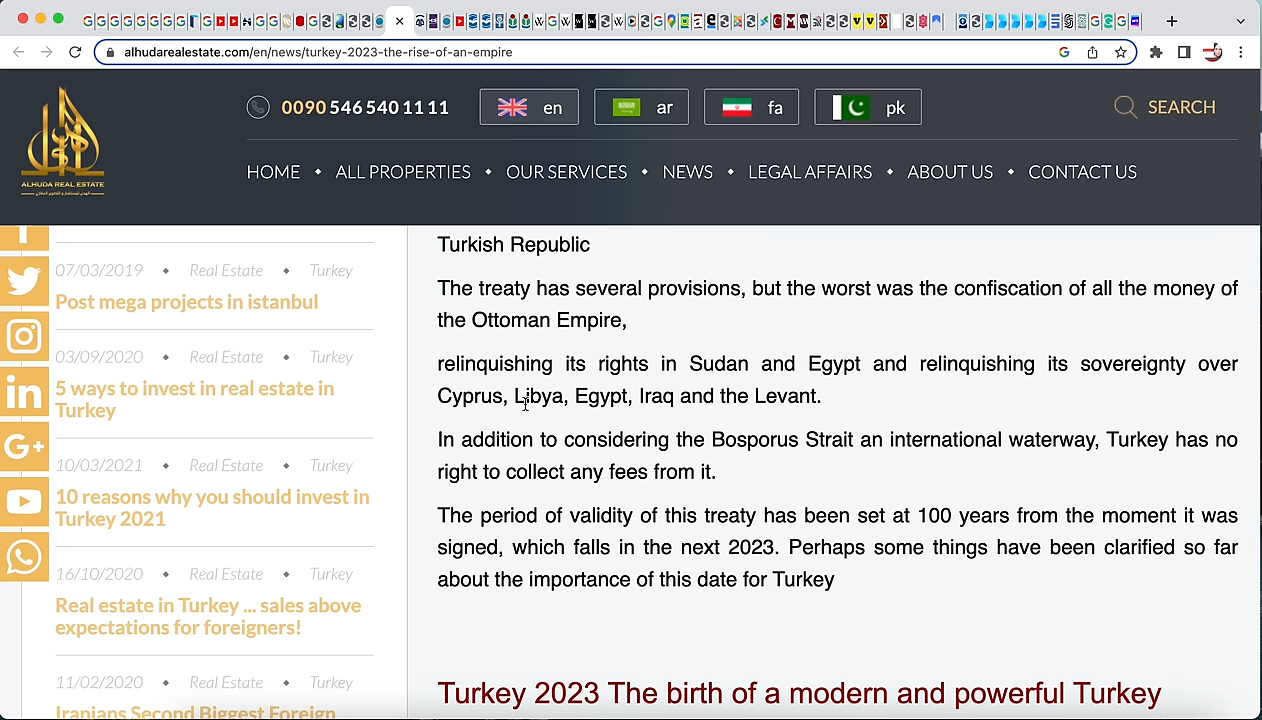 alhudarealestate.com/en/news/turkey-2023-the-rise-of-an-empire
ALHUDA REAL ESTATE
0090 546 540 11 11
en
ar
fa
pk
SEARCH
HOME • ALL PROPERTIES • OUR SERVICES • NEWS • LEGAL AFFAIRS • ABOUT US • CONTACT US
07/03/2019 • Real Estate • Turkey
Post mega projects in istanbul
03/09/2020 • Real Estate • Turkey
5 ways to invest in real estate in
Turkey
10/03/2021 • Real Estate • Turkey
10 reasons why you should invest in
Turkey 2021
16/10/2020 • Real Estate • Turkey
Real estate in Turkey ... sales above
expectations for foreigners!
11/02/2020 • Real Estate • Turkey
Iranians Second Biggest Foreign
Turkish Republic
The treaty has several provisions, but the worst was the confiscation of all the money of
the Ottoman Empire,
relinquishing its rights in Sudan and Egypt and relinquishing its sovereignty over
Cyprus, Libya, Egypt, Iraq and the Levant.
In addition to considering the Bosporus Strait an international waterway, Turkey has no
right to collect any fees from it.
The period of validity of this treaty has been set at 100 years from the moment it was
signed, which falls in the next 2023. Perhaps some things have been clarified so far
about the importance of this date for Turkey
Turkey 2023 The birth of a modern and powerful Turkey